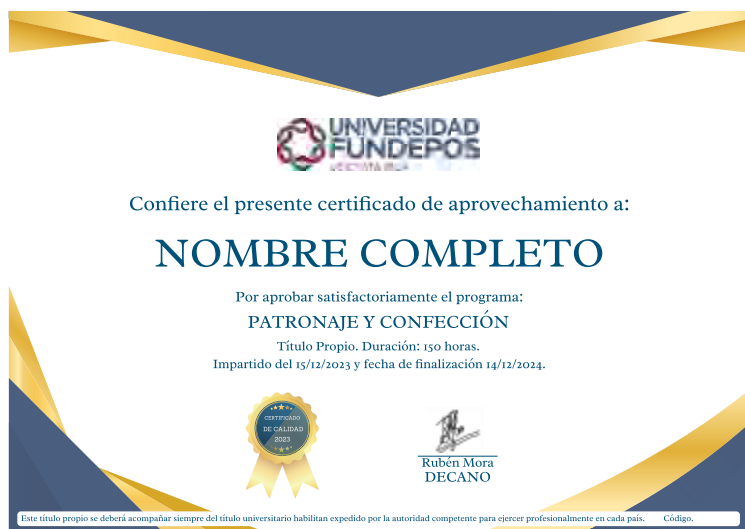 UNIVERSIDAD
FUNDEPOS
Confiere el presente certificado de aprovechamiento a:
NOMBRE COMPLETO
Por aprobar satisfactoriamente el programa:
PATRONAJE Y CONFECCIÓN
Título Propio. Duración: 150 horas.
Impartido del 15/12/2023 y fecha de finalización 14/12/2024.
CERTIFICADO
DE CALIDAD
2023
Rubén Mora
DECANO
Este título propio se deberá acompañar siempre del título universitario habilitan expedido por la autoridad competente para ejercer profesionalmente en cada país. Código.